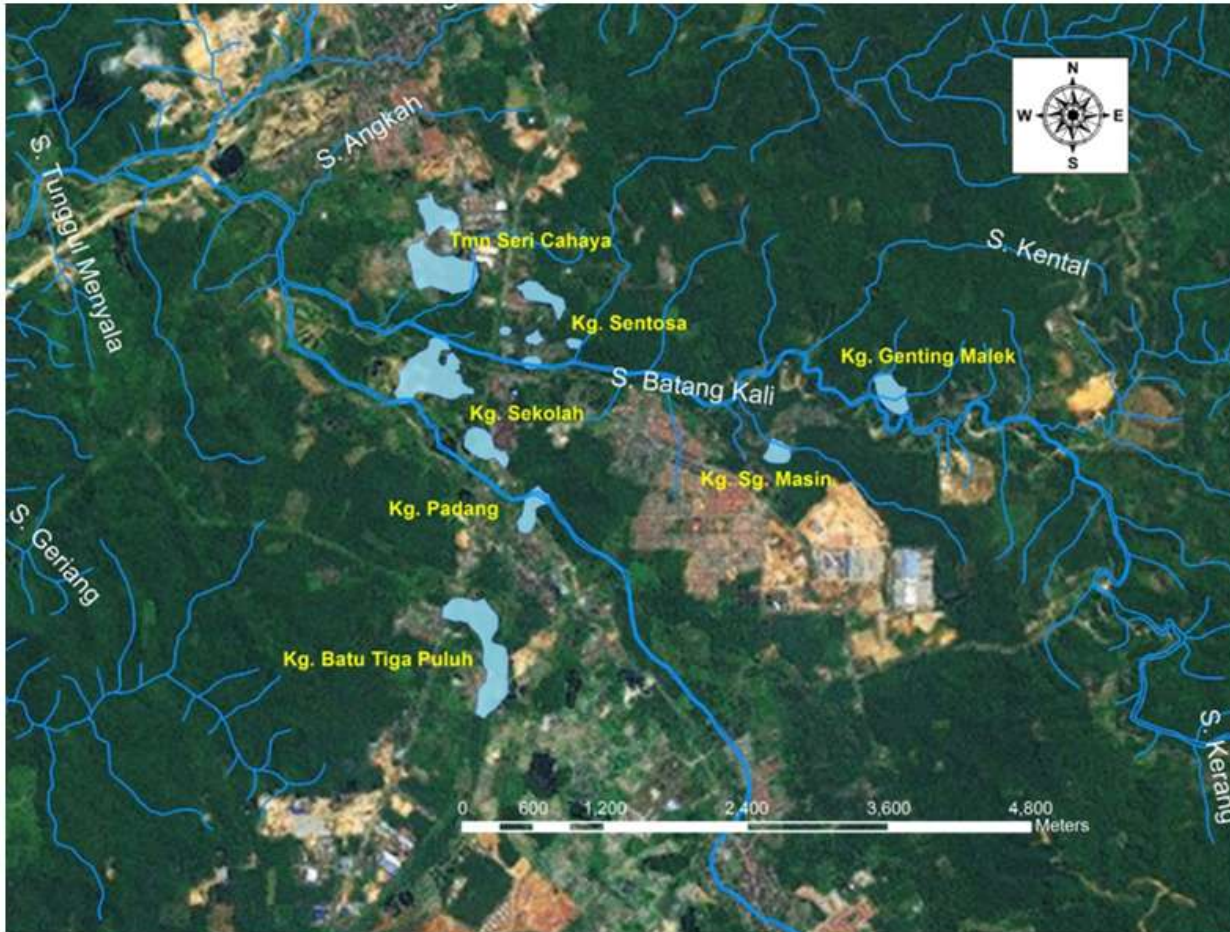 N
W E
S
S. Angkah
S. Tunggul Menyala
Tmn Seri Cahaya
S. Kental
Kg. Sentosa
Kg. Genting Malek
S. Batang Kali
Kg. Sekolah
Kg. Sg. Masin
Kg. Padang
S. Geriang
Kg. Batu Tiga Puluh
S. Kerang
0 600 1,200 2,400 3,600 4,800
Meters